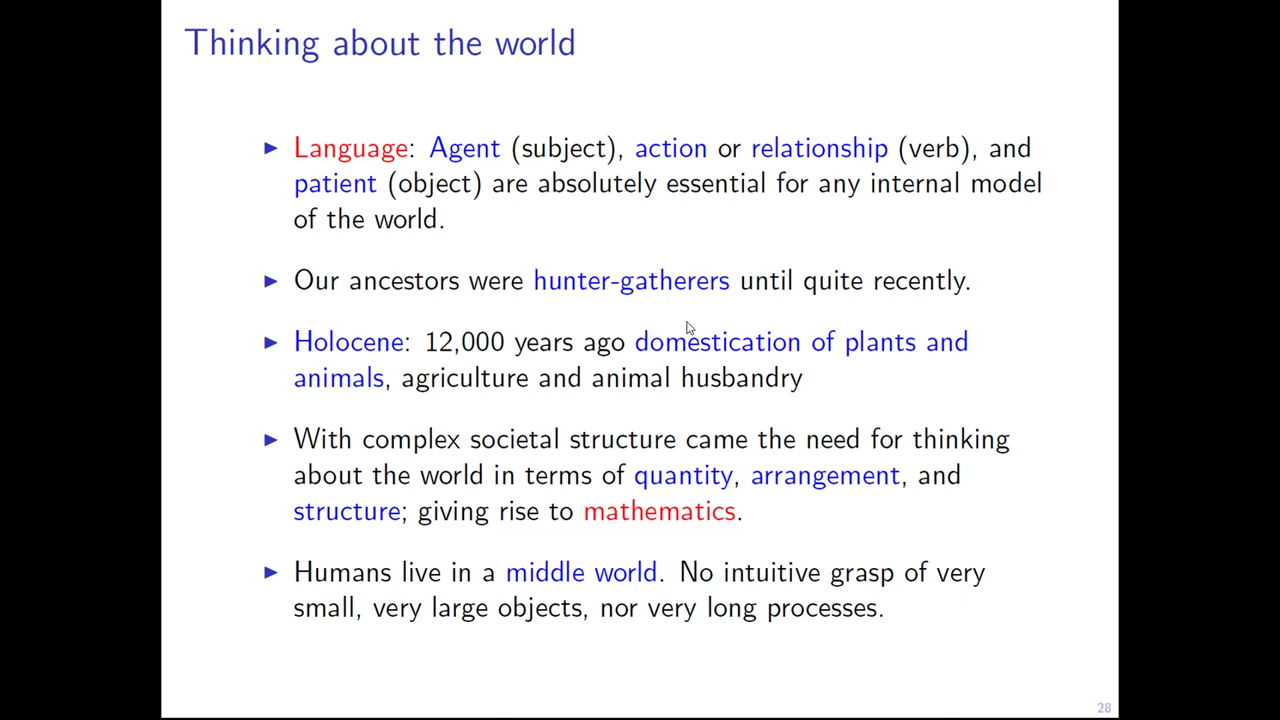 Thinking about the world
▶ Language: Agent (subject), action or relationship (verb), and
patient (object) are absolutely essential for any internal model
of the world.
▶ Our ancestors were hunter-gatherers until quite recently.
▶ Holocene: 12,000 years ago domestication of plants and
animals, agriculture and animal husbandry
▶ With complex societal structure came the need for thinking
about the world in terms of quantity, arrangement, and
structure; giving rise to mathematics.
▶ Humans live in a middle world. No intuitive grasp of very
small, very large objects, nor very long processes.
28